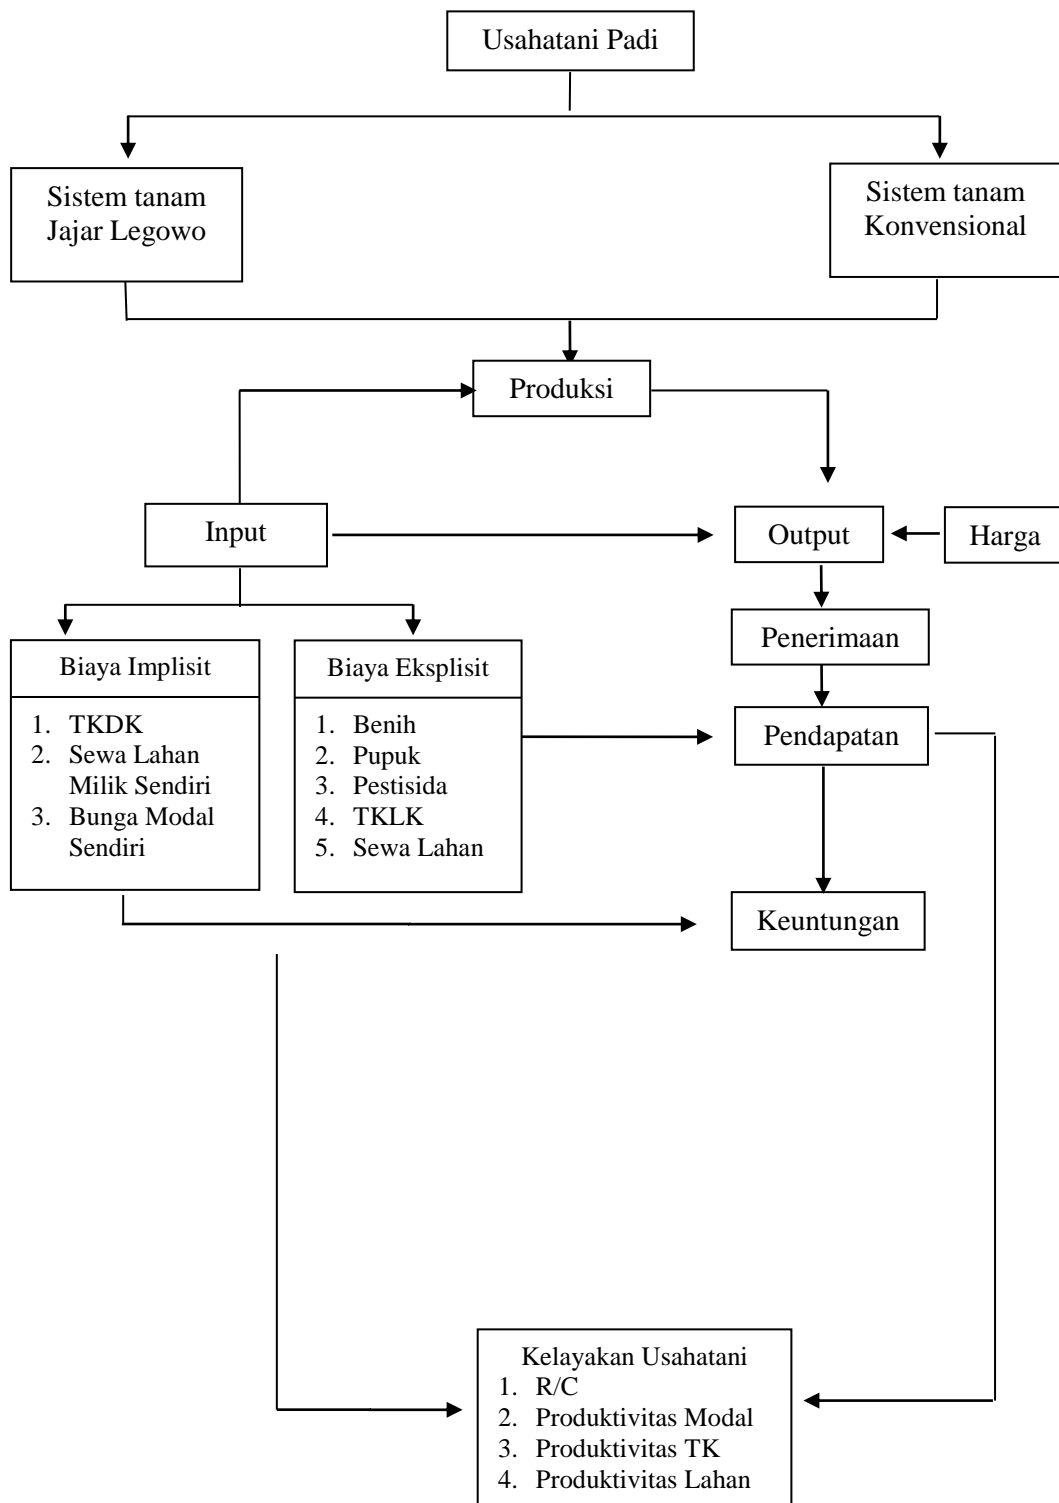 Usahatani Padi
Sistem tanam
Jajar Legowo
Sistem tanam
Konvensional
Produksi
Input
Output
Harga
Penerimaan
Biaya Implisit
1. TKDK
2. Sewa Lahan
Milik Sendiri
3. Bunga Modal
Sendiri
Biaya Eksplisit
1. Benih
2. Pupuk
3. Pestisida
4. TKLK
5. Sewa Lahan
Pendapatan
Keuntungan
Kelayakan Usahatani
1. R/C
2. Produktivitas Modal
3. Produktivitas TK
4. Produktivitas Lahan